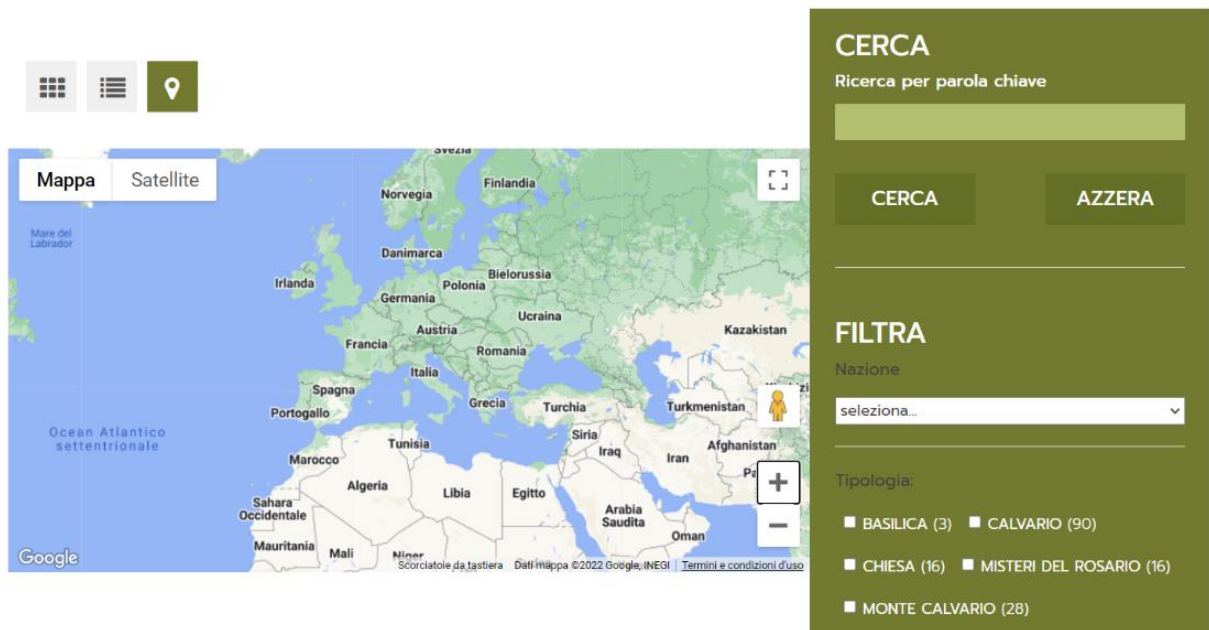 CERCA
Ricerca per parola chiave
CERCA AZZERA
FILTRA
Nazione
seleziona...
Tipologia:
BASILICA (3) CALVARIO (90)
CHIESA (16) MISTERI DEL ROSARIO (16)
MONTE CALVARIO (28)
Mappa Satellite
Svezia
Finlandia
Norvegia
Mare del
Labrador
Danimarca
Bielorussia
Irlanda
Polonia
Germania
Ucraina
Austria
Kazakistan
Francia
Romania
Italia
Spagna
Grecia
Turchia
Turkmenistan
Portogallo
Ocean Atlantico
settentrionale
Tunisia
Siria
Afghanistan
Marocco
Iraq
Iran
Algeria
Libia
Egitto
Sahara
Occidentale
Arabia
Saudita
Oman
Mauritania
Mali
Niger
Google
Scorciatoie da tastiera Dati mappa ©2022 Google, INEGI Termini e condizioni d'uso